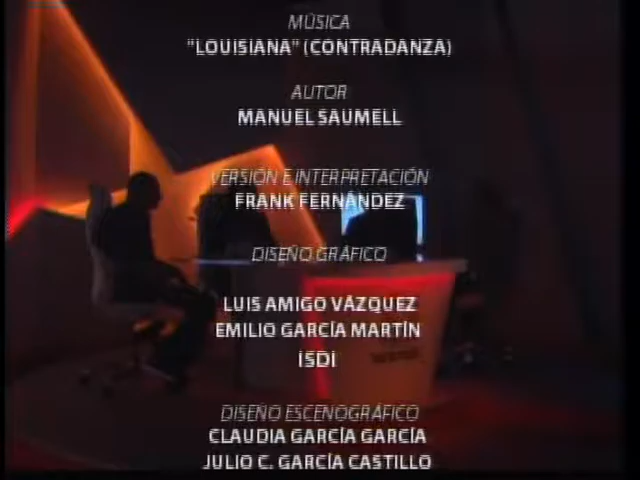 MÚSICA
"LOUISIANA" (CONTRADANZA)
AUTOR
MANUEL SAUMELL
VERSIÓN E INTERPRETACIÓN
FRANK FERNÁNDEZ
DISEÑO GRÁFICO
LUIS AMIGO VÁZQUEZ
EMILIO GARCÍA MARTÍN
ISDI
DISEÑO ESCENOGRÁFICO
CLAUDIA GARCÍA GARCÍA
JULIO C. GARCÍA CASTILLO